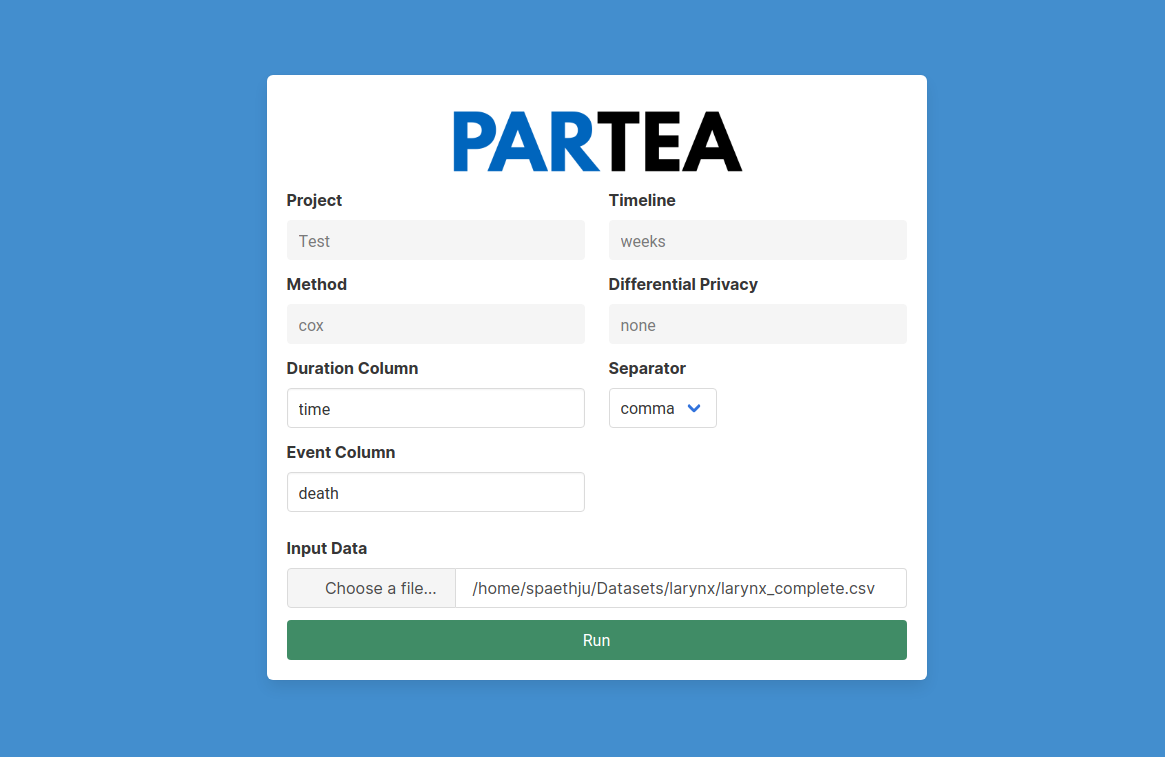 PARTEA
Project
Timeline
Test
weeks
Method
Differential Privacy
cox
none
Duration Column
Separator
time
comma
Event Column
death
Input Data
Choose a file...
/home/spaethju/Datasets/larynx/larynx_complete.csv
Run